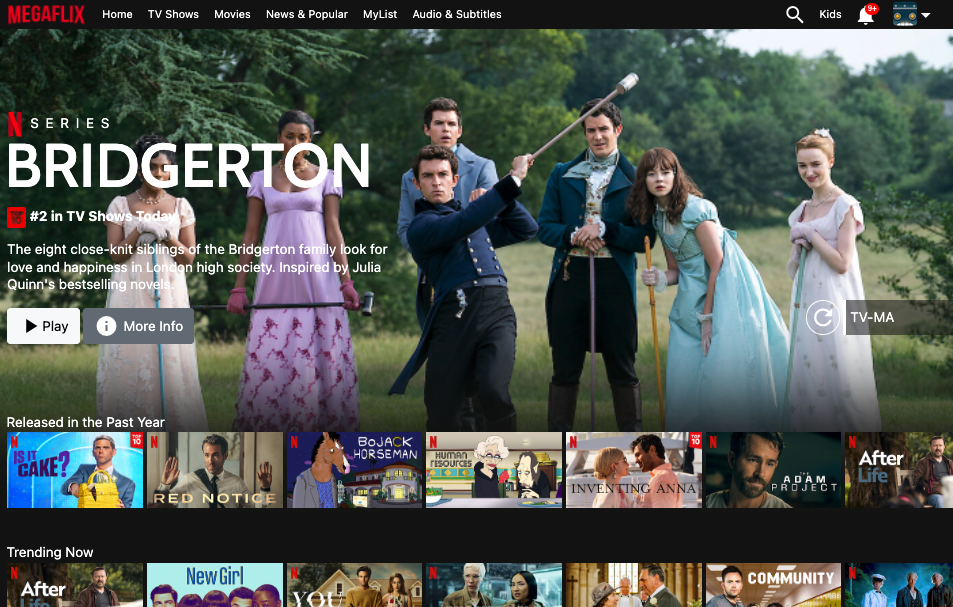 MEGAFLIX Home TV Shows Movies News & Popular MyList Audio & Subtitles Kids 9+
N SERIES
BRIDGERTON
#2 in TV Shows Today
The eight close-knit siblings of the Bridgerton family look for
love and happiness in London high society. Inspired by Julia
Quinn's bestselling novels.
Play More Info TV-MA
Released in the Past Year
N IS IT CAKE? TOP 10
N RED NOTICE
N BOJACK HORSEMAN
N HUMAN RESOURCES
N INVENTING ANNA TOP 10
N THE ADAM PROJECT
N After Life
Trending Now
N After
New Girl
N YOU
N
COMMUNITY
N